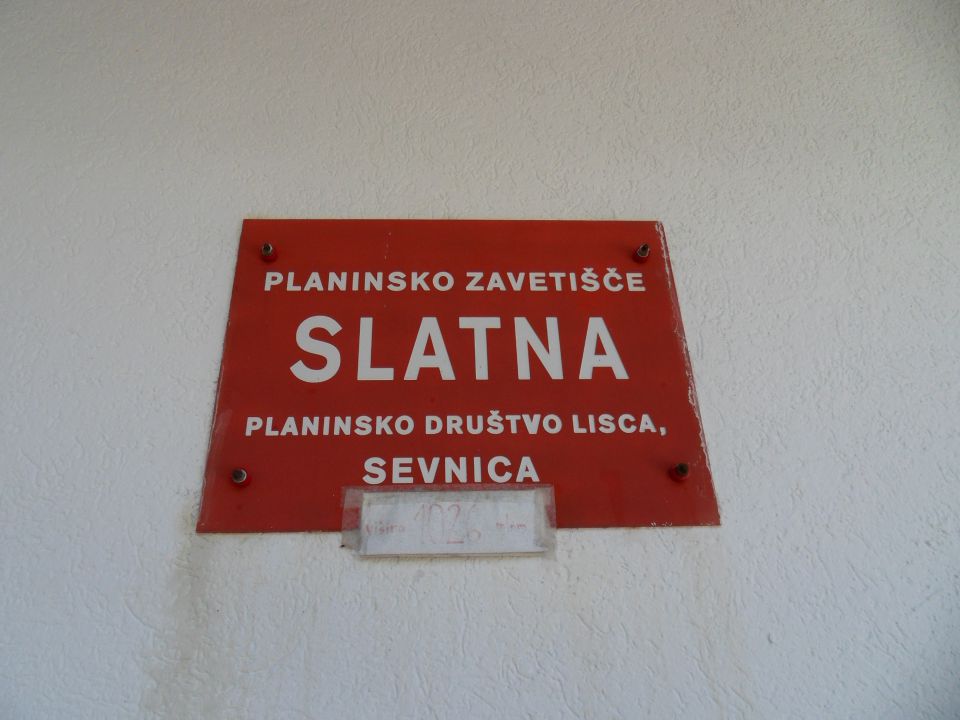 PLANINSKO ZAVETIŠČE
SLATNA
PLANINSKO DRUŠTVO LISCA,
SEVNICA
1026